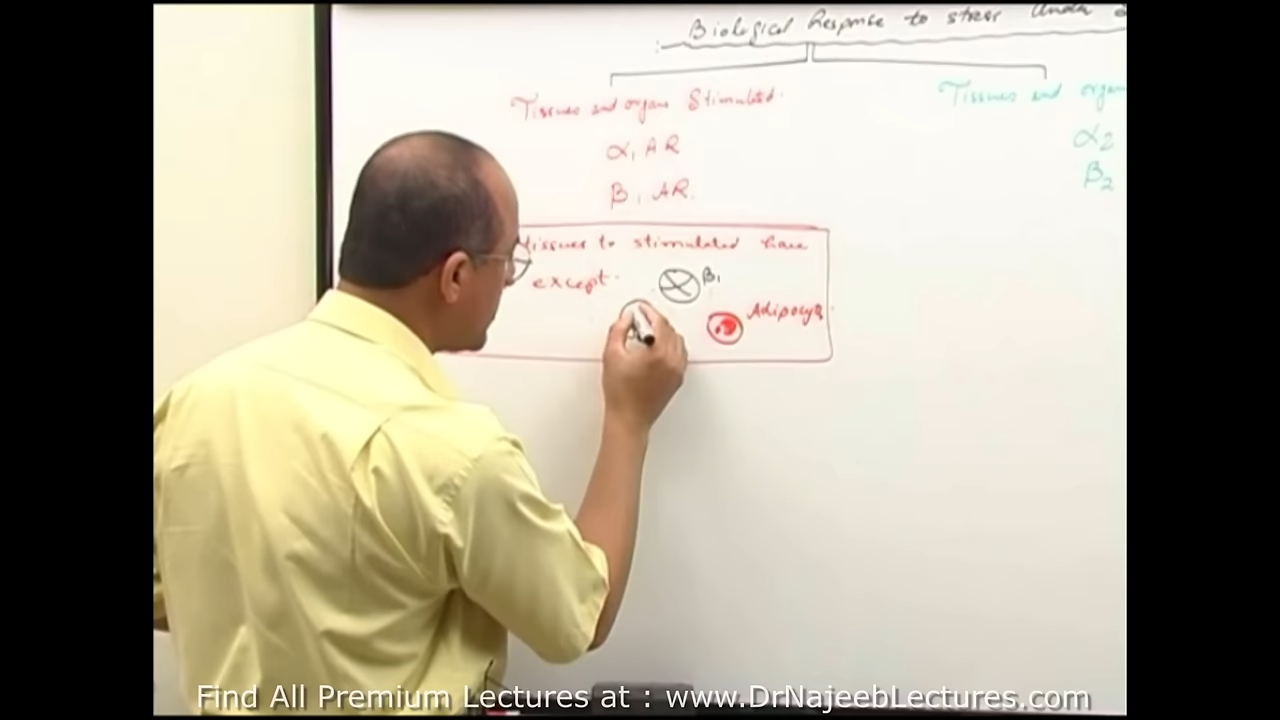 Biological Response to stress Under
Tissues and organs Stimulated.
Tissues and organ
α1 AR
α2
β1 AR.
β2
tissues to stimulated have
except.
β1
Adipocyte
Find All Premium Lectures at : www.DrNajeebLectures.com